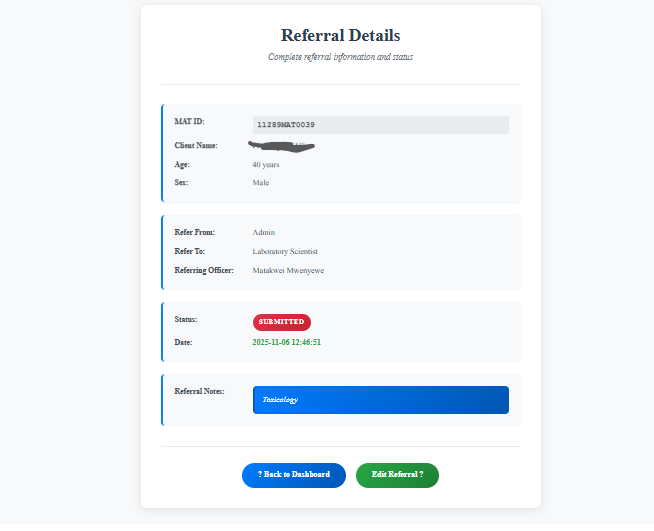 Referral Details
Complete referral information and status
MAT ID: 11289MAT0039
Client Name:
Age: 40 years
Sex: Male
Refer From: Admin
Refer To: Laboratory Scientist
Referring Officer: Matakwei Mwenyewe
Status: SUBMITTED
Date: 2025-11-06 12:46:51
Referral Notes: Toxicology
? Back to Dashboard Edit Referral ?